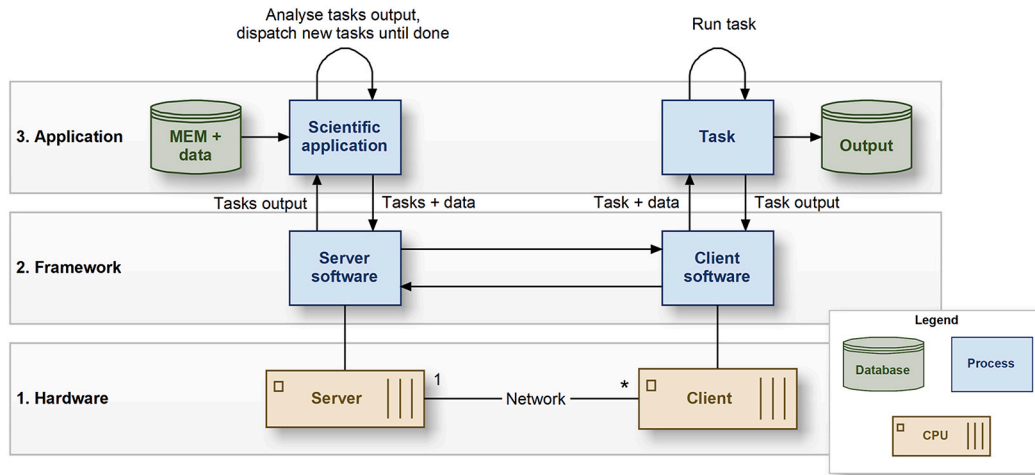 Analyse tasks output,
dispatch new tasks until done
Run task
3. Application
MEM +
data
Scientific
application
Task
Output
Tasks output
Tasks + data
Task + data
Task output
2. Framework
Server
software
Client
software
Legend
Database
Process
CPU
1. Hardware
Server
1
Network
*
Client